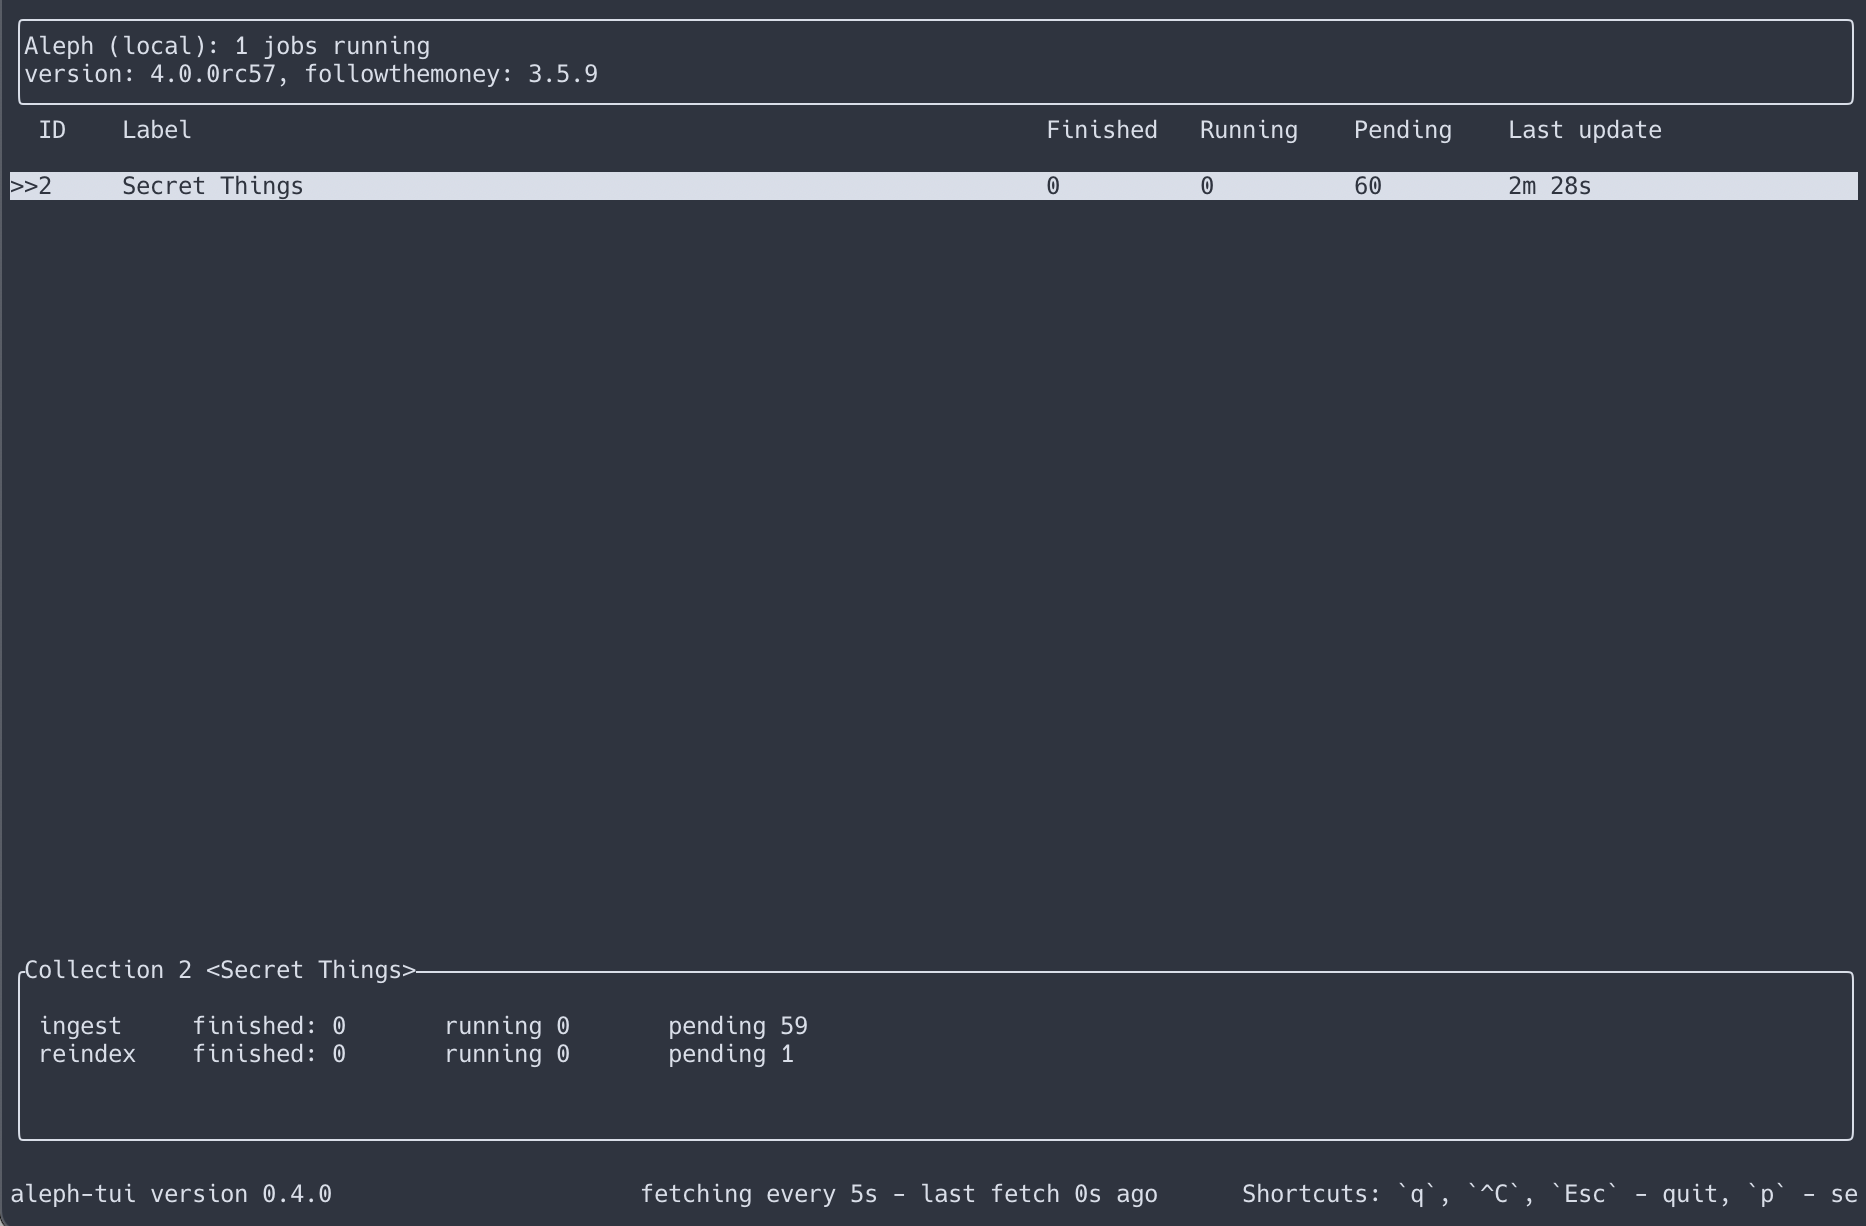 Aleph (local): 1 jobs running
version: 4.0.0rc57, followthemoney: 3.5.9
ID Label Finished Running Pending Last update
>>2 Secret Things 0 0 60 2m 28s
Collection 2 <Secret Things>
ingest finished: 0 running 0 pending 59
reindex finished: 0 running 0 pending 1
aleph-tui version 0.4.0 fetching every 5s - last fetch 0s ago Shortcuts: `q`, `^C`, `Esc` - quit, `p` - se